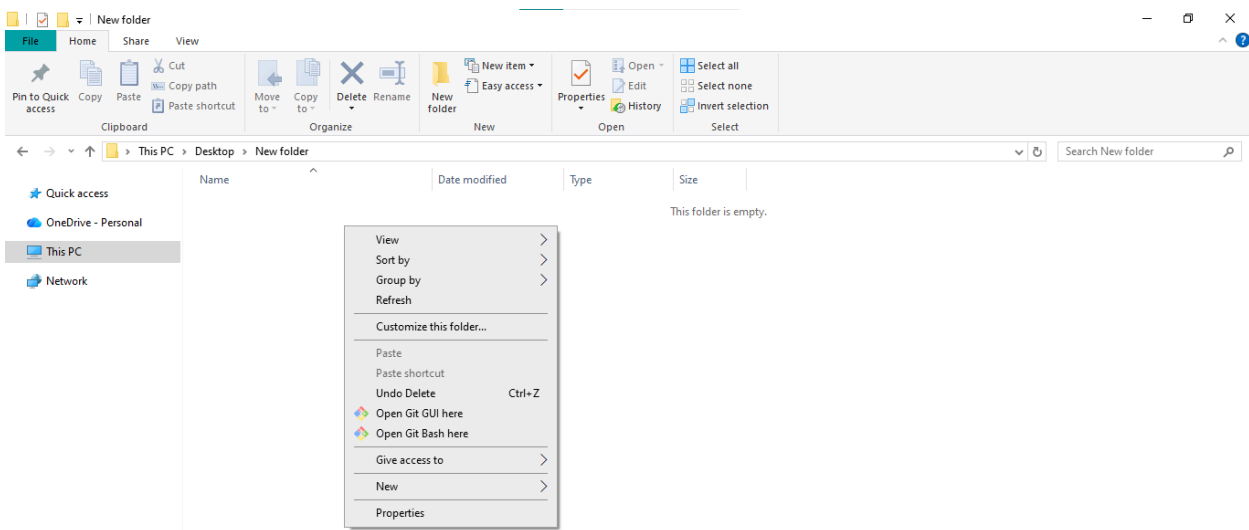 New folder
File Home Share View
Pin to Quick access
Copy
Paste
Cut
Copy path
Paste shortcut
Clipboard
Move to
Copy to
Delete
Rename
Organize
New folder
New item
Easy access
New
Properties
Open
Edit
History
Open
Select all
Select none
Invert selection
Select
This PC > Desktop > New folder
Search New folder
Quick access
OneDrive - Personal
This PC
Network
Name Date modified Type Size
This folder is empty.
View
Sort by
Group by
Refresh
Customize this folder...
Paste
Paste shortcut
Undo Delete Ctrl+Z
Open Git GUI here
Open Git Bash here
Give access to
New
Properties